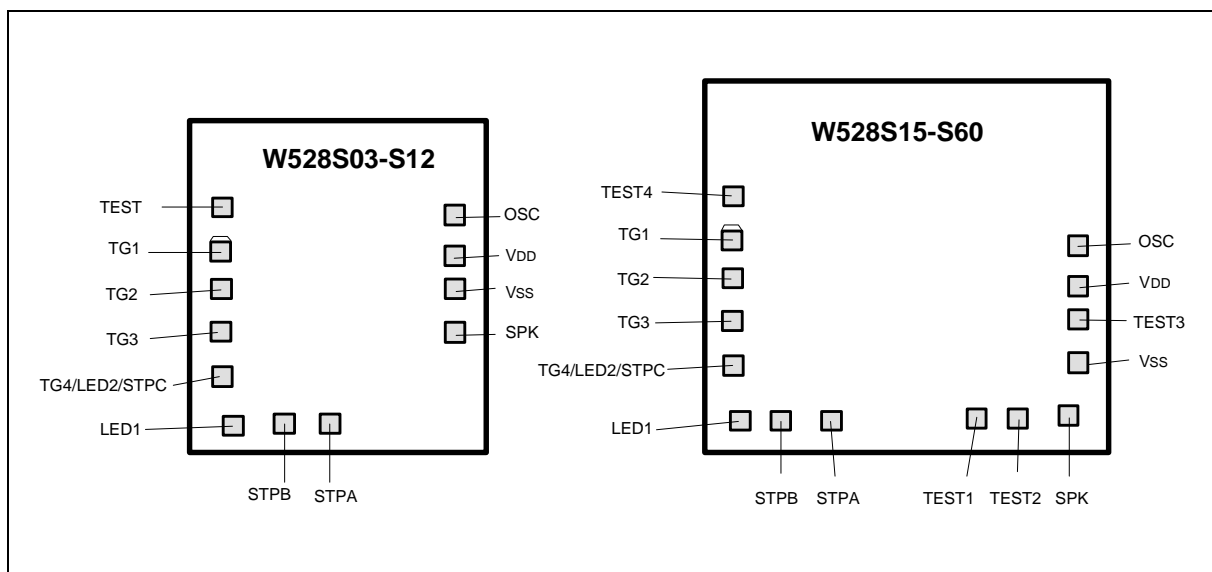 W528S03-S12
TEST
TG1
TG2
TG3
TG4/LED2/STPC
LED1
STPB
STPA
OSC
VDD
VSS
SPK
W528S15-S60
TEST4
TG1
TG2
TG3
TG4/LED2/STPC
LED1
STPB
STPA
TEST1
TEST2
SPK
OSC
VDD
TEST3
VSS